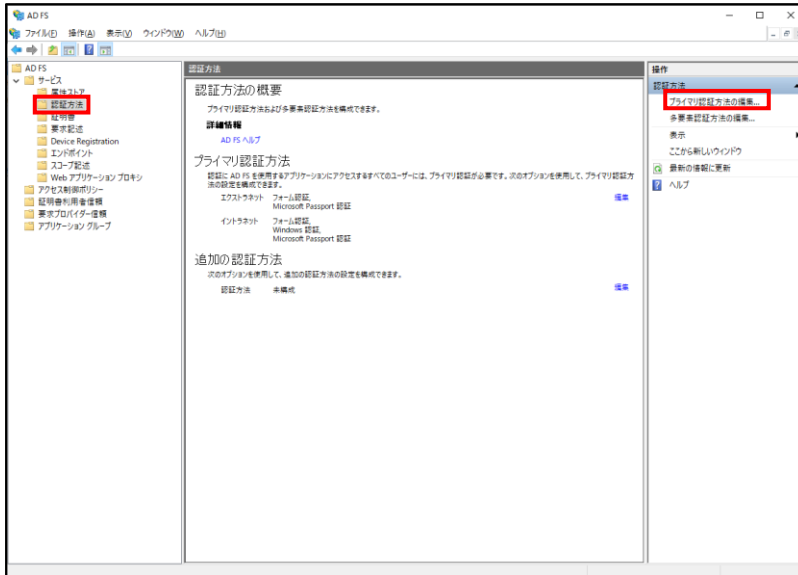 AD FS
ファイル(F) 操作(A) 表示(V) ウィンドウ(W) ヘルプ(H)
AD FS
サービス
属性ストア
認証方法
証明書
要求記述
Device Registration
エンドポイント
スコープ記述
Web アプリケーション プロキシ
アクセス制御ポリシー
証明書利用者信頼
要求プロバイダー信頼
アプリケーション グループ
認証方法
認証方法の概要
プライマリ認証方法および多要素認証方法を構成できます。
詳細情報
AD FS ヘルプ
プライマリ認証方法
認証に AD FS を使用するアプリケーションにアクセスするすべてのユーザーには、プライマリ認証が必要です。次のオプションを使用して、プライマリ認証方
法の設定を構成できます。
エクストラネット フォーム認証, 編集
Microsoft Passport 認証
イントラネット フォーム認証,
Windows 認証,
Microsoft Passport 認証
追加の認証方法
次のオプションを使用して、追加の認証方法の設定を構成できます。
認証方法 未構成 編集
操作
認証方法
プライマリ認証方法の編集...
多要素認証方法の編集...
表示
ここから新しいウィンドウ
最新の情報に更新
ヘルプ